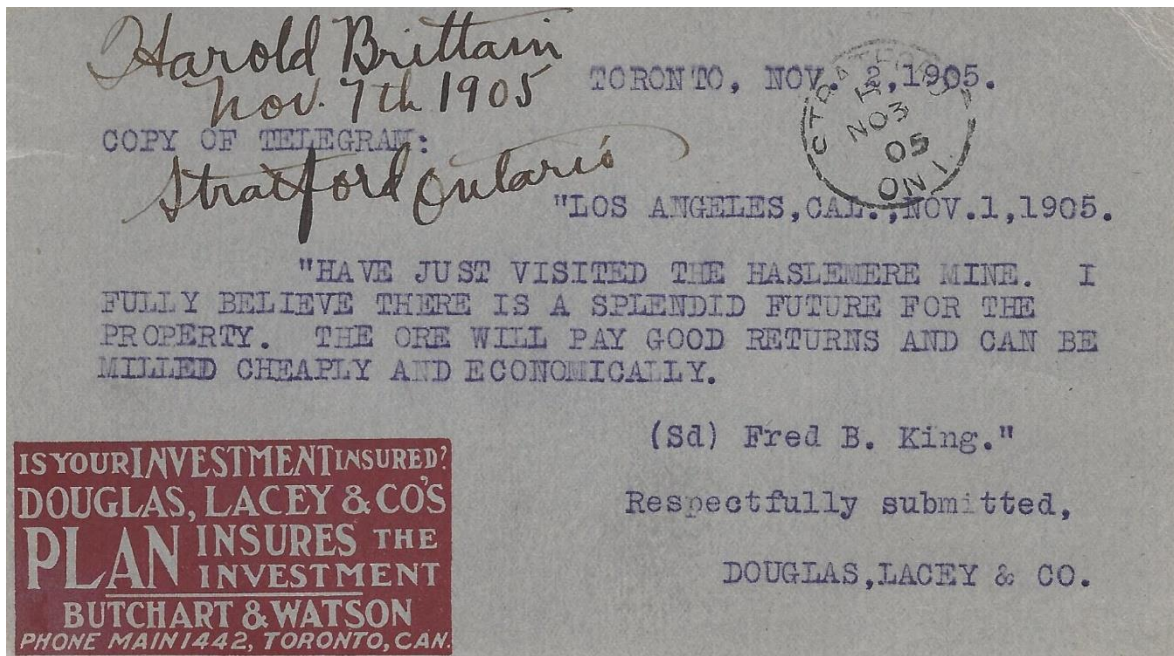 Harold Brittain
Nov. 7th 1905
TORONTO, NOV. 2,1905.
COPY OF TELEGRAM:
Stratford Ontario
STRATFORD
NO 3
05
ONT.
"LOS ANGELES,CAL.,NOV.1,1905.
"HAVE JUST VISITED THE HASLEMERE MINE. I
FULLY BELIEVE THERE IS A SPLENDID FUTURE FOR THE
PROPERTY. THE ORE WILL PAY GOOD RETURNS AND CAN BE
MILLED CHEAPLY AND ECONOMICALLY.
(Sd) Fred B. King."
Respectfully submitted,
DOUGLAS,LACEY & CO.
IS YOUR INVESTMENT INSURED?
DOUGLAS, LACEY & CO'S
PLAN INSURES THE
INVESTMENT
BUTCHART & WATSON
PHONE MAIN 1442, TORONTO, CAN.